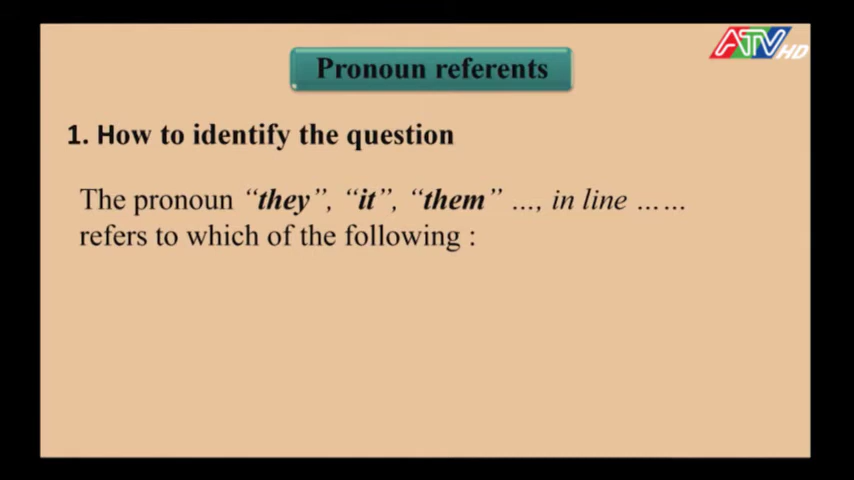 ATV HD
Pronoun referents
1. How to identify the question
The pronoun “they”, “it”, “them” ..., in line ......
refers to which of the following :